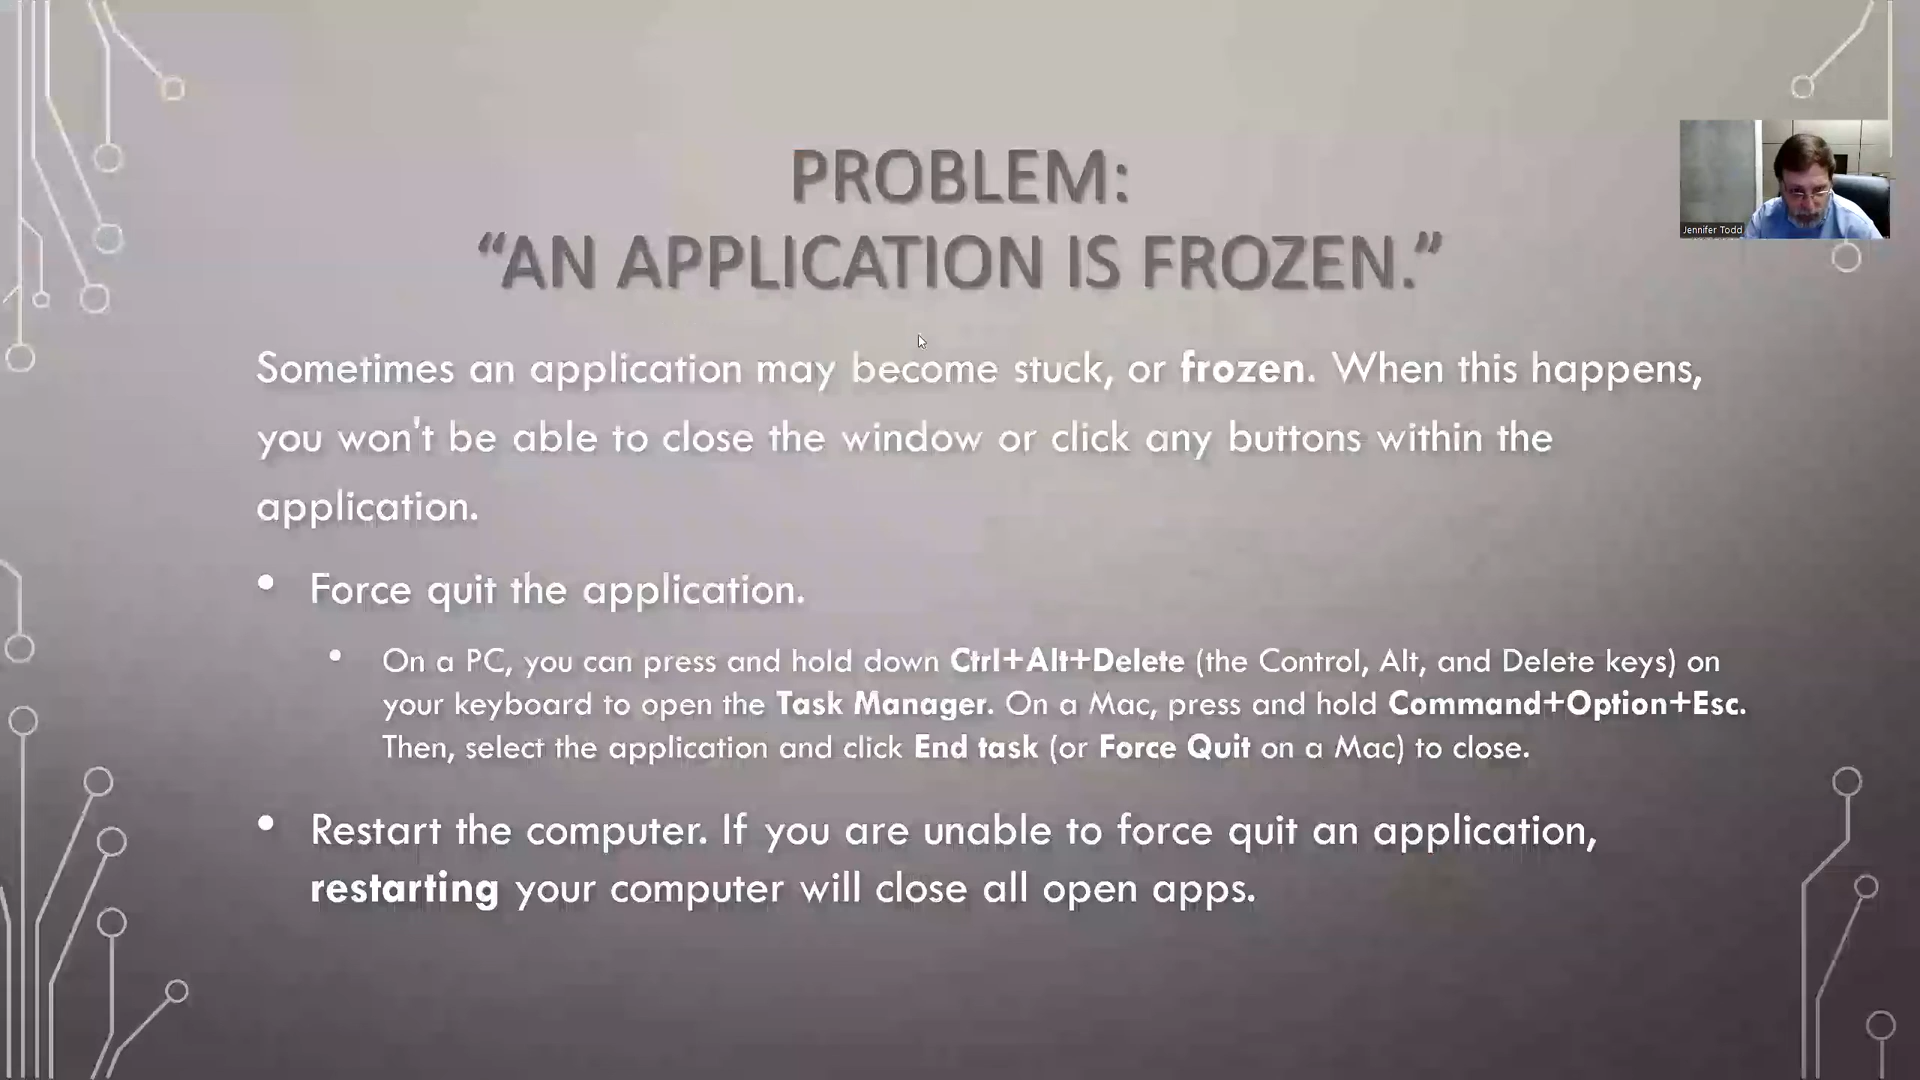 PROBLEM:
“AN APPLICATION IS FROZEN.”
Jennifer Todd
Sometimes an application may become stuck, or frozen. When this happens,
you won't be able to close the window or click any buttons within the
application.
• Force quit the application.
• On a PC, you can press and hold down Ctrl+Alt+Delete (the Control, Alt, and Delete keys) on
your keyboard to open the Task Manager. On a Mac, press and hold Command+Option+Esc.
Then, select the application and click End task (or Force Quit on a Mac) to close.
• Restart the computer. If you are unable to force quit an application,
restarting your computer will close all open apps.